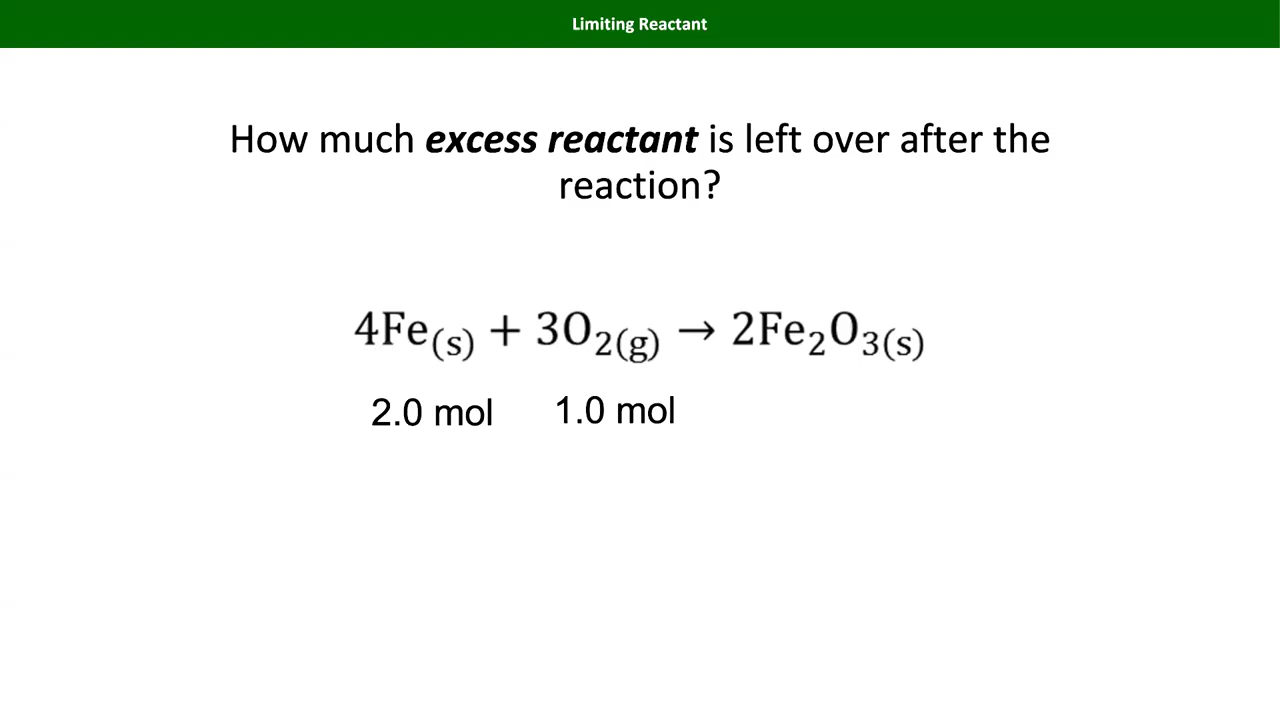 Limiting Reactant
How much excess reactant is left over after the
reaction?
4Fe₍s₎ + 3O₂₍g₎ → 2Fe₂O₃₍s₎
2.0 mol 1.0 mol